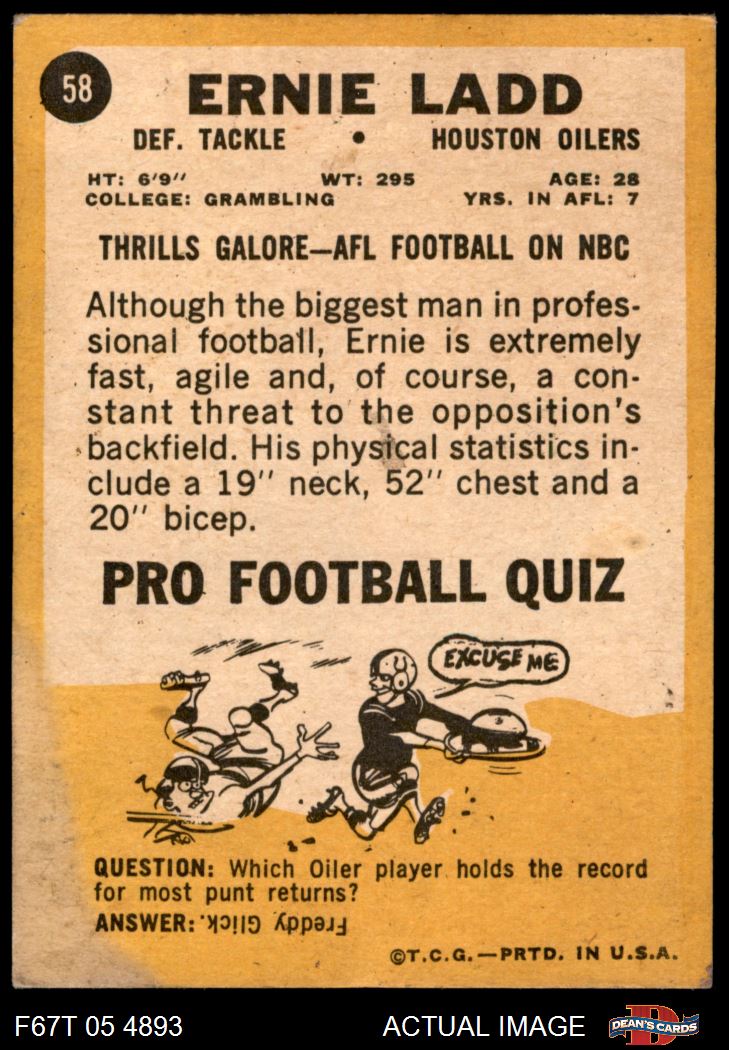 58
ERNIE LADD
DEF. TACKLE • HOUSTON OILERS
HT: 6'9" WT: 295 AGE: 28
COLLEGE: GRAMBLING YRS. IN AFL: 7
THRILLS GALORE—AFL FOOTBALL ON NBC
Although the biggest man in profes-
sional football, Ernie is extremely
fast, agile and, of course, a con-
stant threat to the opposition's
backfield. His physical statistics in-
clude a 19" neck, 52" chest and a
20" bicep.
PRO FOOTBALL QUIZ
EXCUSE ME
QUESTION: Which Oiler player holds the record
for most punt returns?
ANSWER: Freddy Glick.
©T.C.G.—PRTD. IN U.S.A.
F67T 05 4893 ACTUAL IMAGE D DEAN'S CARDS